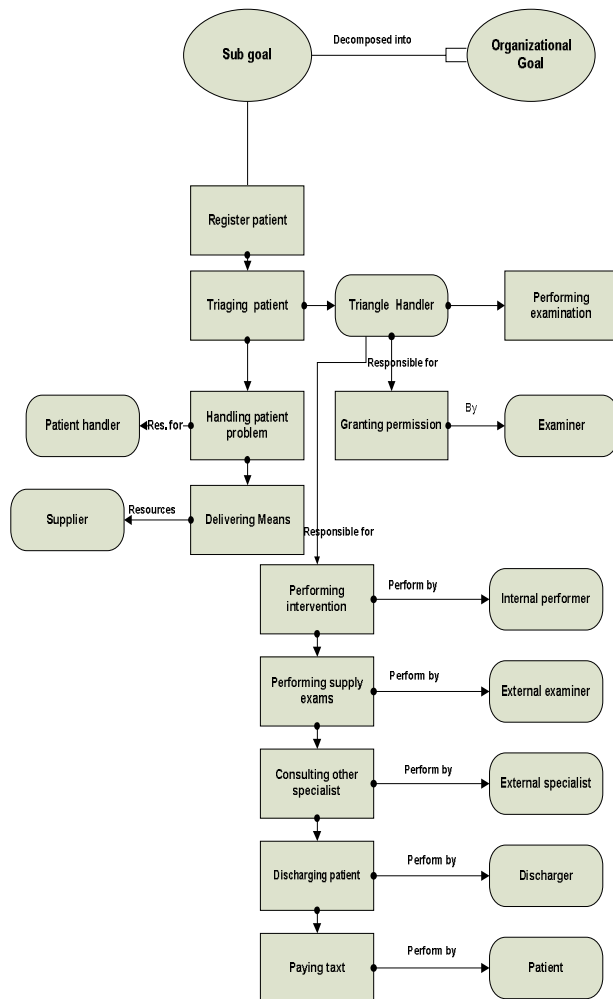 Sub goal
Decomposed into
Organizational
Goal
Register patient
Triaging patient
Triangle Handler
Performing
examination
Responsible for
Patient handler
Res. for
Handling patient
problem
Granting permission
By
Examiner
Supplier
Resources
Delivering Means
Responsible for
Performing
intervention
Perform by
Internal performer
Performing supply
exams
Perform by
External examiner
Consulting other
specialist
Perform by
External specialist
Discharging patient
Perform by
Discharger
Paying taxt
Perform by
Patient